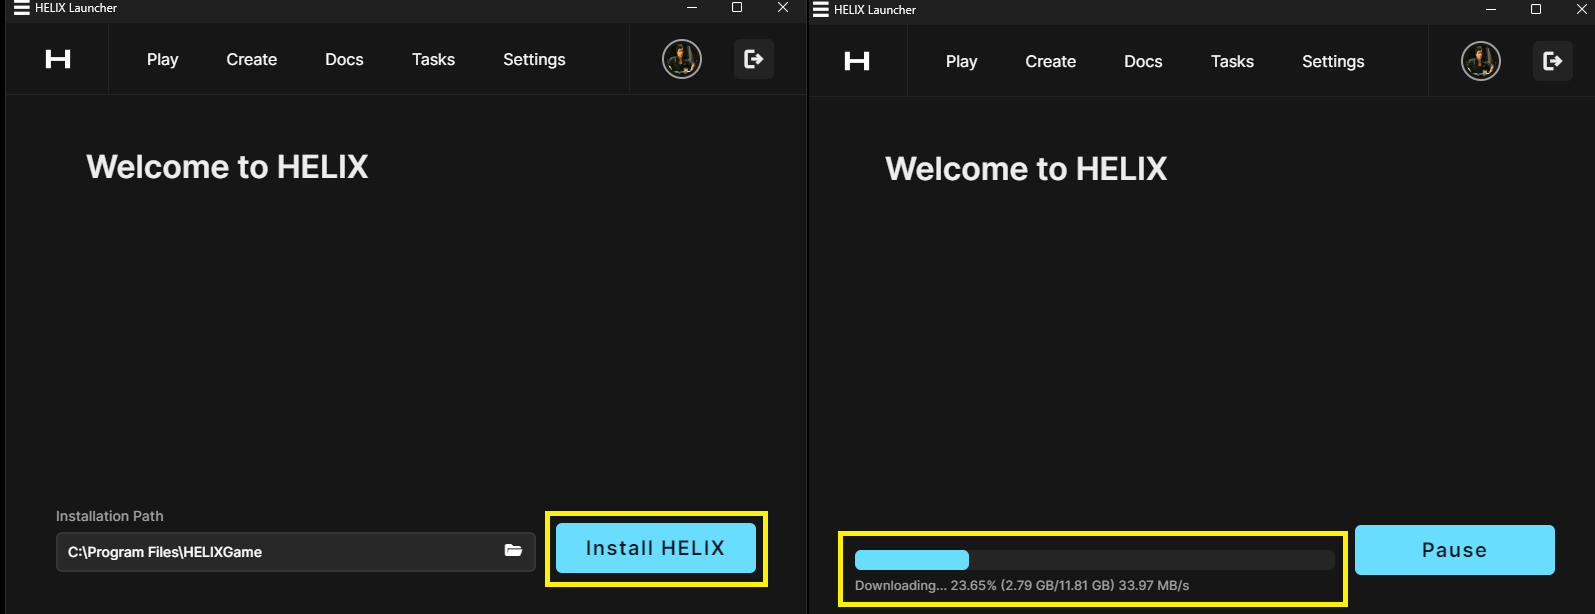 HELIX Launcher
H
Play Create Docs Tasks Settings
Welcome to HELIX
Installation Path
C:\Program Files\HELIXGame
Install HELIX
HELIX Launcher
H
Play Create Docs Tasks Settings
Welcome to HELIX
Downloading... 23.65% (2.79 GB/11.81 GB) 33.97 MB/s
Pause